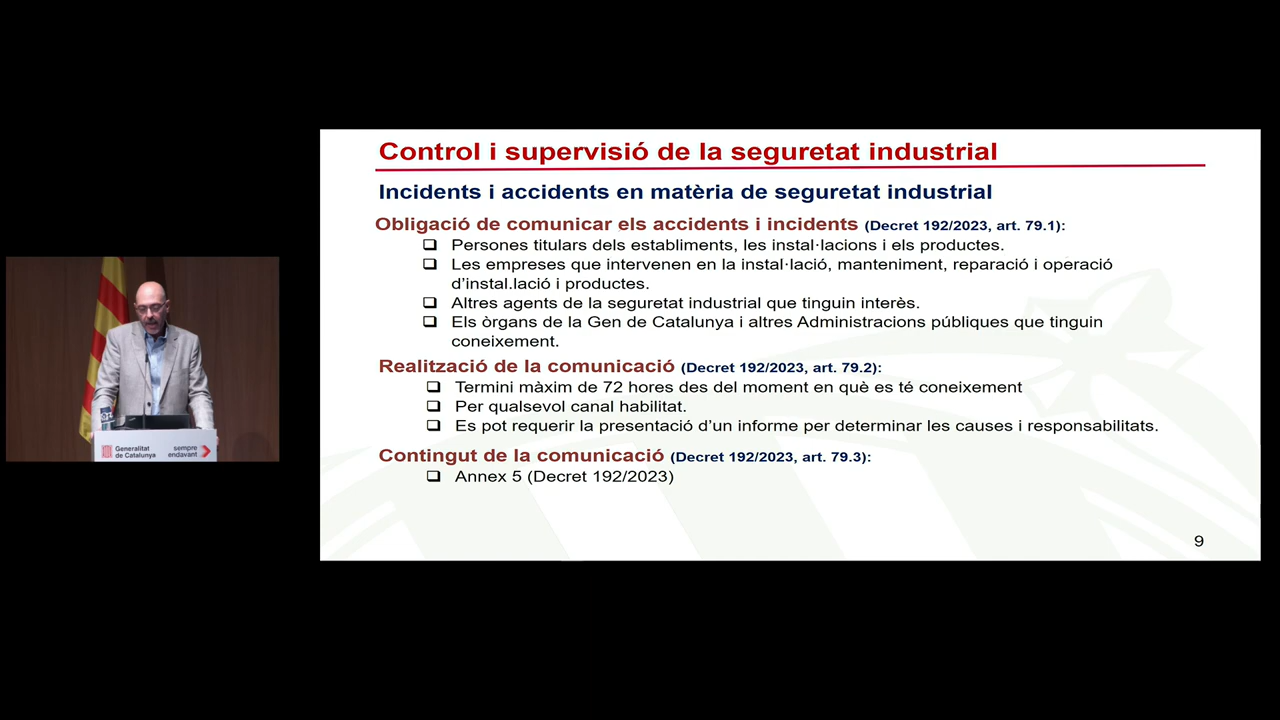 Control i supervisió de la seguretat industrial
Incidents i accidents en matèria de seguretat industrial
Obligació de comunicar els accidents i incidents (Decret 192/2023, art. 79.1):
Persones titulars dels establiments, les instal·lacions i els productes.
Les empreses que intervenen en la instal·lació, manteniment, reparació i operació
d'instal.lació i productes.
Altres agents de la seguretat industrial que tinguin interès.
Els òrgans de la Gen de Catalunya i altres Administracions públiques que tinguin
coneixement.
Realització de la comunicació (Decret 192/2023, art. 79.2):
Termini màxim de 72 hores des del moment en què es té coneixement
Per qualsevol canal habilitat.
Es pot requerir la presentació d'un informe per determinar les causes i responsabilitats.
Contingut de la comunicació (Decret 192/2023, art. 79.3):
Annex 5 (Decret 192/2023)
9
Generalitat
de Catalunya
sempre
endavant